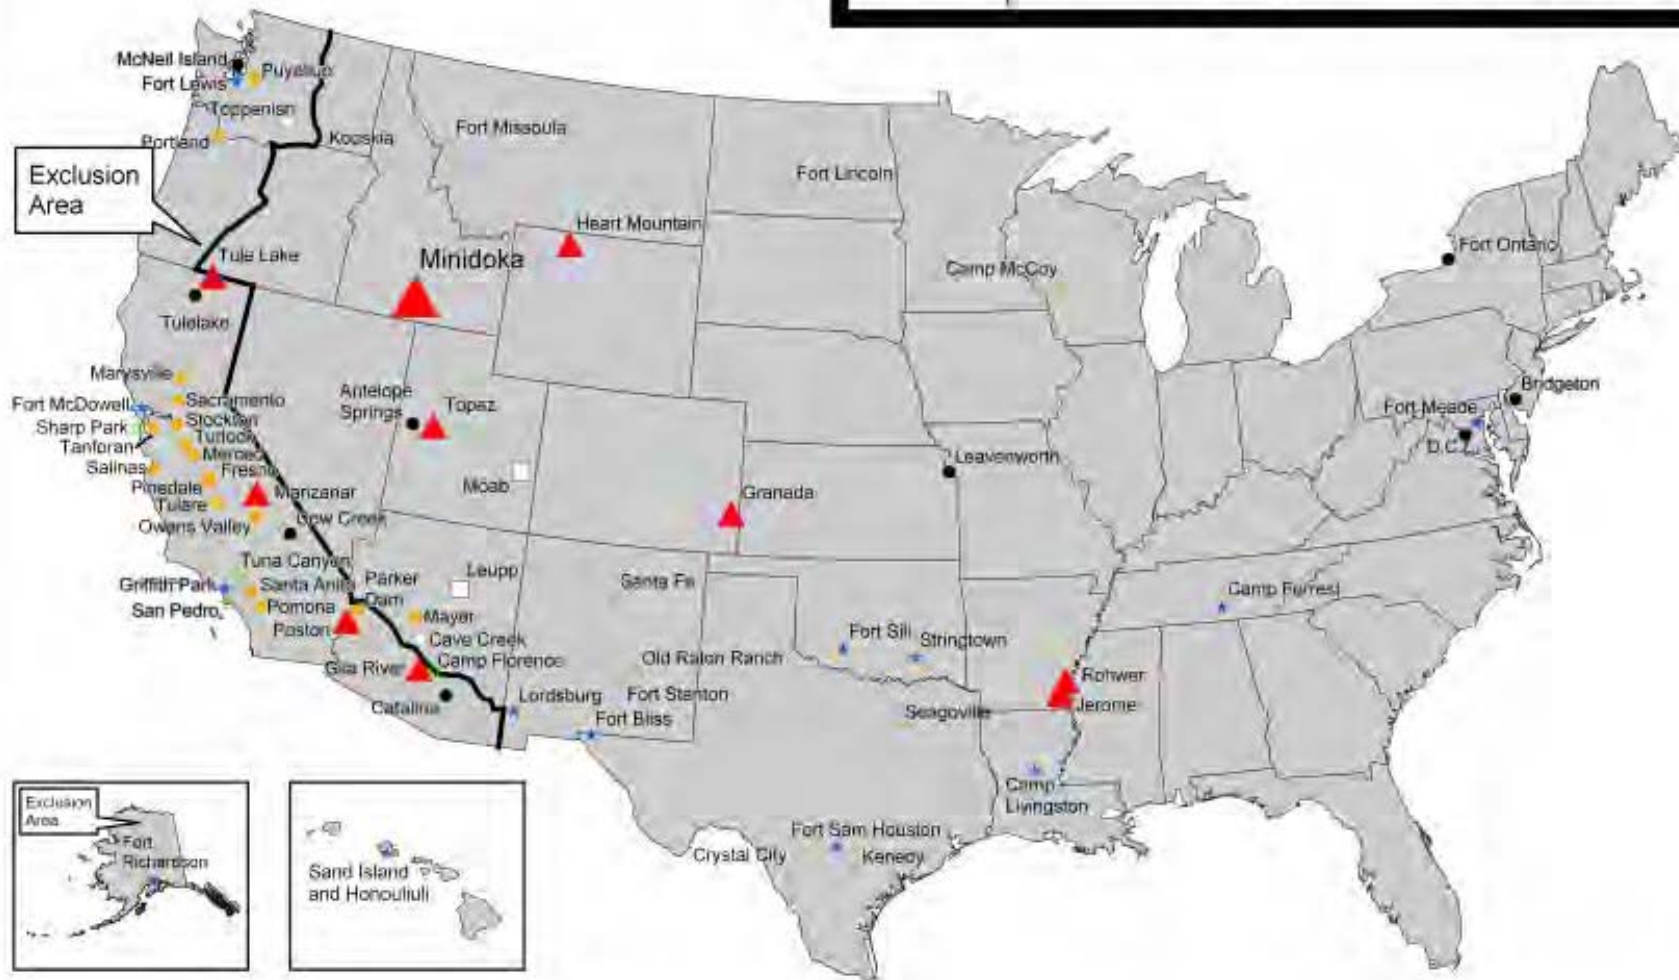 McNeil Island
Fort Lewis
Puyallup
Toppenish
Portland
Kooskia
Fort Missoula
Fort Lincoln
Exclusion
Area
Heart Mountain
Tule Lake
Minidoka
Camp McCoy
Fort Ontario
Tulelake
Marysville
Antelope
Springs
Topaz
Bridgeton
Fort McDowell
Sacramento
Fort Meade
Sharp Park
Stockton
Turlock
D.C.
Tanforan
Merced
Leavenworth
Salinas
Fresno
Moab
Pinedale
Manzanar
Granada
Tulare
Owens Valley
Cow Creek
Tuna Canyon
Leupp
Santa Fe
Griffith Park
Santa Anita
Parker
Dam
Camp Forrest
San Pedro
Pomona
Mayer
Poston
Cave Creek
Fort Sill
Stringtown
Gila River
Camp Florence
Old Raton Ranch
Rohwer
Catalina
Lordsburg
Fort Stanton
Seagoville
Jerome
Fort Bliss
Camp
Livingston
Exclusion
Area
Fort
Richardson
Sand Island
and Honouliuli
Fort Sam Houston
Crystal City
Kenedy